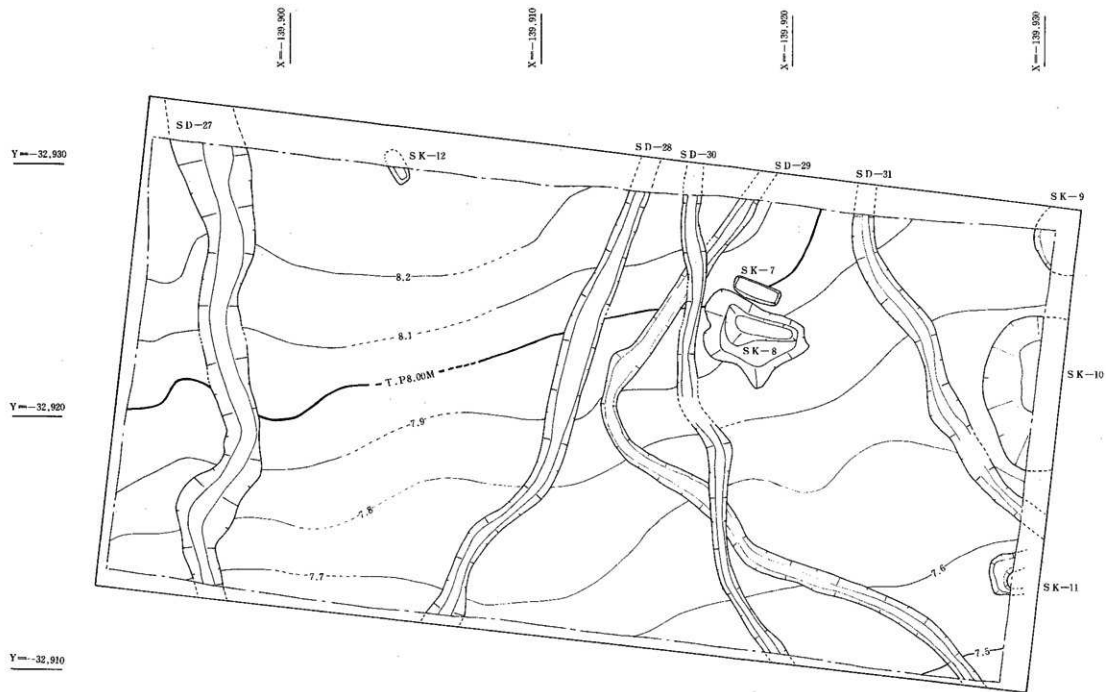 X=-139,900
X=-139,910
X=-139,920
X=-139,930
SD-27
Y=-32,930
SK-12
SD-28
SD-30
SD-29
SD-31
SK-9
8.2
SK-7
8.1
SK-8
T.P8.00M
SK-10
Y=-32,920
7.9
7.8
7.7
7.6
SK-11
7.5
Y=-32,910